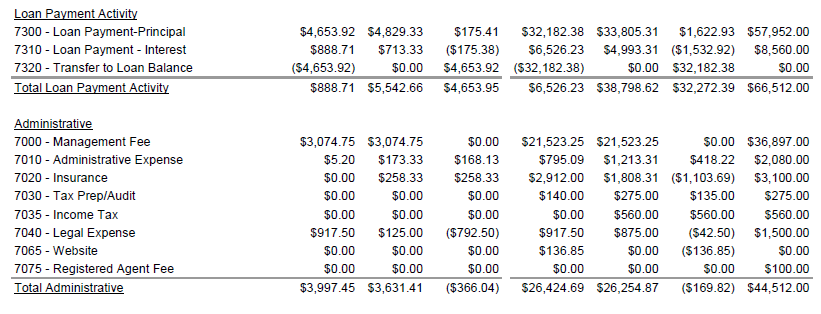 Loan Payment Activity
7300 - Loan Payment-Principal $4,653.92 $4,829.33 $175.41 $32,182.38 $33,805.31 $1,622.93 $57,952.00
7310 - Loan Payment - Interest $888.71 $713.33 ($175.38) $6,526.23 $4,993.31 ($1,532.92) $8,560.00
7320 - Transfer to Loan Balance ($4,653.92) $0.00 $4,653.92 ($32,182.38) $0.00 $32,182.38 $0.00
Total Loan Payment Activity $888.71 $5,542.66 $4,653.95 $6,526.23 $38,798.62 $32,272.39 $66,512.00
Administrative
7000 - Management Fee $3,074.75 $3,074.75 $0.00 $21,523.25 $21,523.25 $0.00 $36,897.00
7010 - Administrative Expense $5.20 $173.33 $168.13 $795.09 $1,213.31 $418.22 $2,080.00
7020 - Insurance $0.00 $258.33 $258.33 $2,912.00 $1,808.31 ($1,103.69) $3,100.00
7030 - Tax Prep/Audit $0.00 $0.00 $0.00 $140.00 $275.00 $135.00 $275.00
7035 - Income Tax $0.00 $0.00 $0.00 $0.00 $560.00 $560.00 $560.00
7040 - Legal Expense $917.50 $125.00 ($792.50) $917.50 $875.00 ($42.50) $1,500.00
7065 - Website $0.00 $0.00 $0.00 $136.85 $0.00 ($136.85) $0.00
7075 - Registered Agent Fee $0.00 $0.00 $0.00 $0.00 $0.00 $0.00 $100.00
Total Administrative $3,997.45 $3,631.41 ($366.04) $26,424.69 $26,254.87 ($169.82) $44,512.00